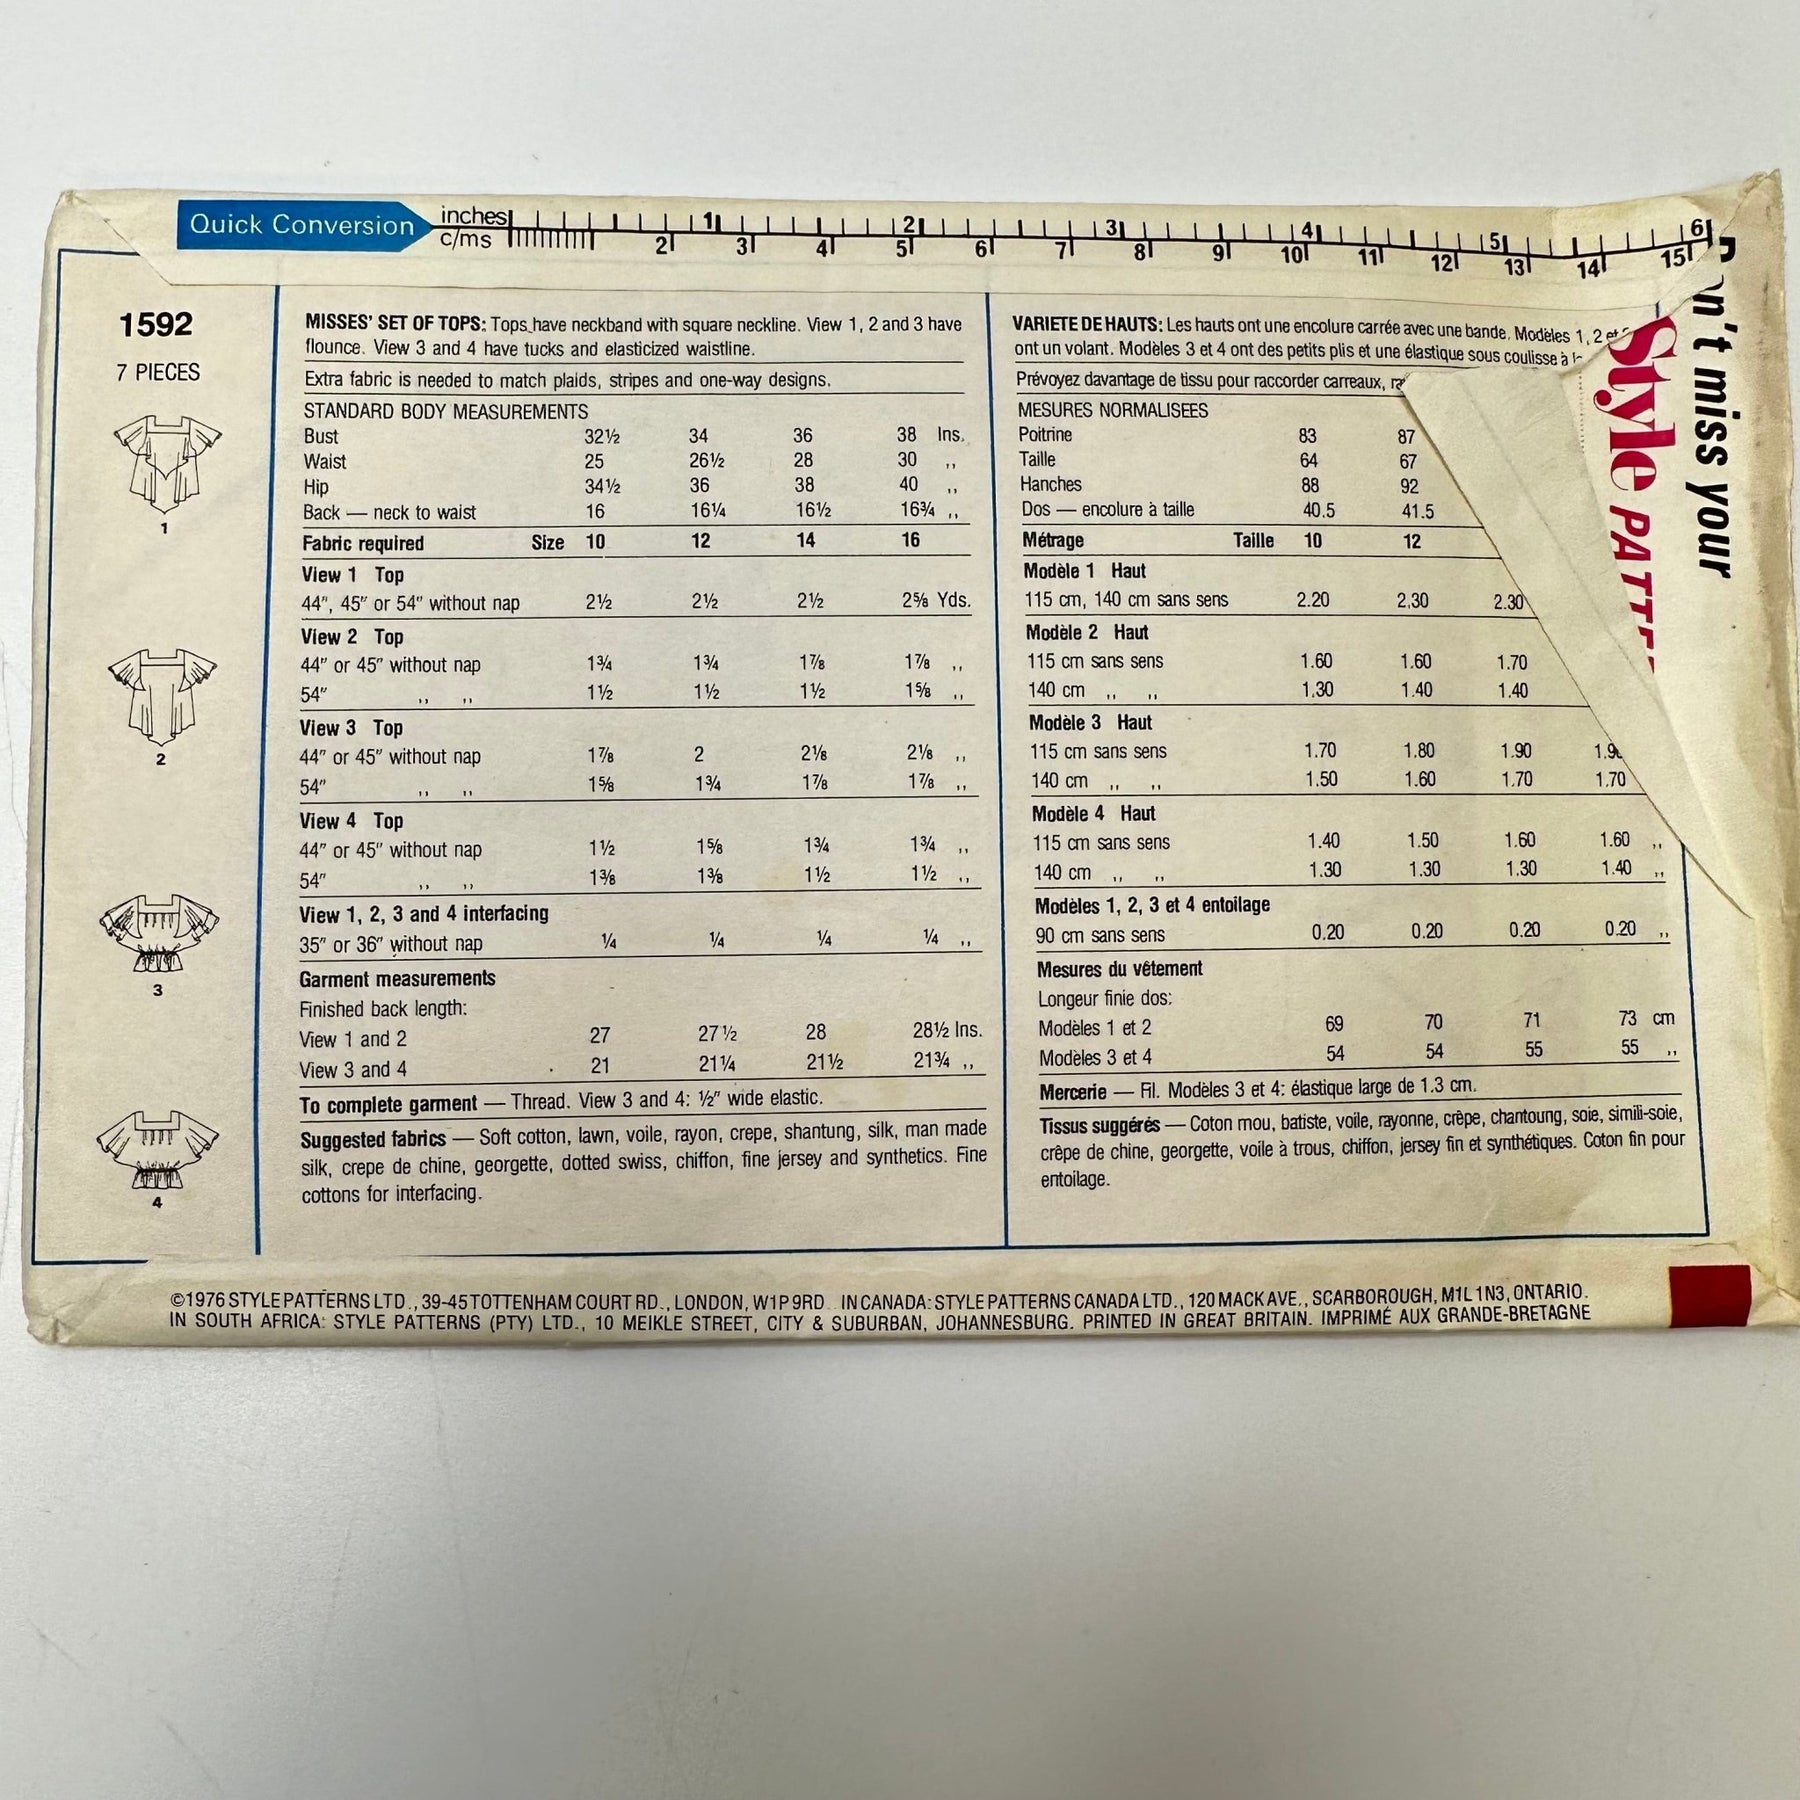 Quick Conversion
inches 1 2 3 4 5 6
c/ms 2 3 4 5 6 7 8 9 10 11 12 13 14 15
1592
7 PIECES
1
2
3
4
MISSES' SET OF TOPS: Tops have neckband with square neckline. View 1, 2 and 3 have
flounce. View 3 and 4 have tucks and elasticized waistline.
Extra fabric is needed to match plaids, stripes and one-way designs.
STANDARD BODY MEASUREMENTS
Bust 32½ 34 36 38 Ins.
Waist 25 26½ 28 30 ,,
Hip 34½ 36 38 40 ,,
Back — neck to waist 16 16¼ 16½ 16¾ ,,
Fabric required Size 10 12 14 16
View 1 Top
44", 45" or 54" without nap 2½ 2½ 2½ 2⅝ Yds.
View 2 Top
44" or 45" without nap 1¾ 1¾ 1⅞ 1⅞ ,,
54" ,, ,, 1½ 1½ 1½ 1⅝ ,,
View 3 Top
44" or 45" without nap 1⅞ 2 2⅛ 2⅛ ,,
54" ,, ,, 1⅝ 1¾ 1⅞ 1⅞ ,,
View 4 Top
44" or 45" without nap 1½ 1⅝ 1¾ 1¾ ,,
54" ,, ,, 1⅜ 1⅜ 1½ 1½ ,,
View 1, 2, 3 and 4 interfacing
35" or 36" without nap ¼ ¼ ¼ ¼ ,,
Garment measurements
Finished back length:
View 1 and 2 27 27½ 28 28½ Ins.
View 3 and 4 21 21¼ 21½ 21¾ ,,
To complete garment — Thread. View 3 and 4: ½" wide elastic.
Suggested fabrics — Soft cotton, lawn, voile, rayon, crepe, shantung, silk, man made
silk, crepe de chine, georgette, dotted swiss, chiffon, fine jersey and synthetics. Fine
cottons for interfacing.
VARIETE DE HAUTS: Les hauts ont une encolure carrée avec une bande. Modèles 1, 2 et
ont un volant. Modèles 3 et 4 ont des petits plis et une élastique sous coulisse à
Prévoyez davantage de tissu pour raccorder carreaux,
MESURES NORMALISEES
Poitrine 83 87
Taille 64 67
Hanches 88 92
Dos — encolure à taille 40.5 41.5
Métrage Taille 10 12
Modèle 1 Haut
115 cm, 140 cm sans sens 2.20 2.30 2.30
Modèle 2 Haut
115 cm sans sens 1.60 1.60 1.70
140 cm ,, ,, 1.30 1.40 1.40
Modèle 3 Haut
115 cm sans sens 1.70 1.80 1.90
140 cm ,, ,, 1.50 1.60 1.70 1.70
Modèle 4 Haut
115 cm sans sens 1.40 1.50 1.60 1.60 ,,
140 cm ,, ,, 1.30 1.30 1.30 1.40 ,,
Modèles 1, 2, 3 et 4 entoilage
90 cm sans sens 0.20 0.20 0.20 0.20 ,,
Mesures du vêtement
Longeur finie dos:
Modèles 1 et 2 69 70 71 73 cm
Modèles 3 et 4 54 54 55 55 ,,
Mercerie — Fil. Modèles 3 et 4: élastique large de 1.3 cm.
Tissus suggérés — Coton mou, batiste, voile, rayonne, crêpe, chantoung, soie, simili-soie,
crêpe de chine, georgette, voile à trous, chiffon, jersey fin et synthétiques. Coton fin pour
entoilage.
n't miss your
Style PATT
©1976 STYLE PATTERNS LTD., 39-45 TOTTENHAM COURT RD., LONDON, W1P 9RD. IN CANADA: STYLE PATTERNS CANADA LTD., 120 MACK AVE., SCARBOROUGH, M1L 1N3, ONTARIO.
IN SOUTH AFRICA: STYLE PATTERNS (PTY) LTD., 10 MEIKLE STREET, CITY & SUBURBAN, JOHANNESBURG. PRINTED IN GREAT BRITAIN. IMPRIMÉ AUX GRANDE-BRETAGNE